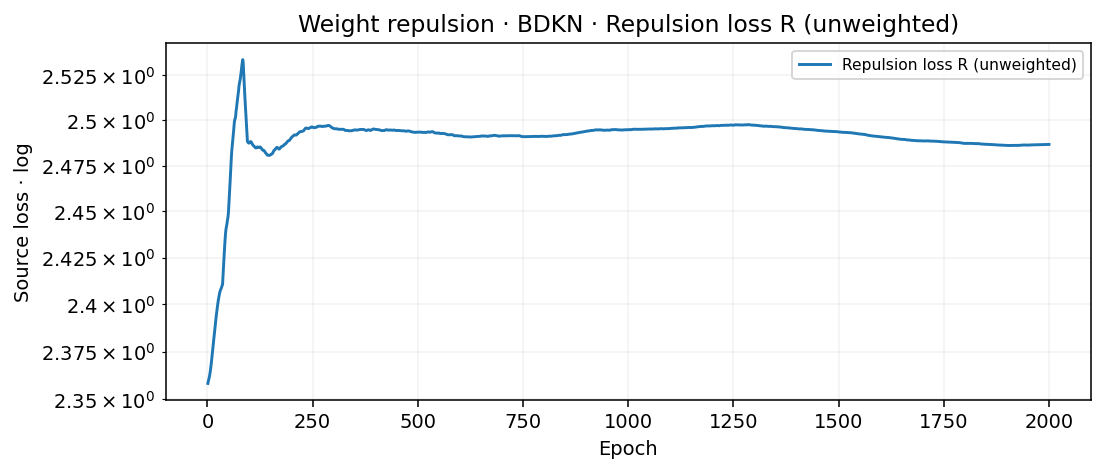 Weight repulsion · BDKN · Repulsion loss R (unweighted)
Repulsion loss R (unweighted)
Source loss · log
2.525 × 10⁰
2.5 × 10⁰
2.475 × 10⁰
2.45 × 10⁰
2.425 × 10⁰
2.4 × 10⁰
2.375 × 10⁰
2.35 × 10⁰
0 250 500 750 1000 1250 1500 1750 2000
Epoch